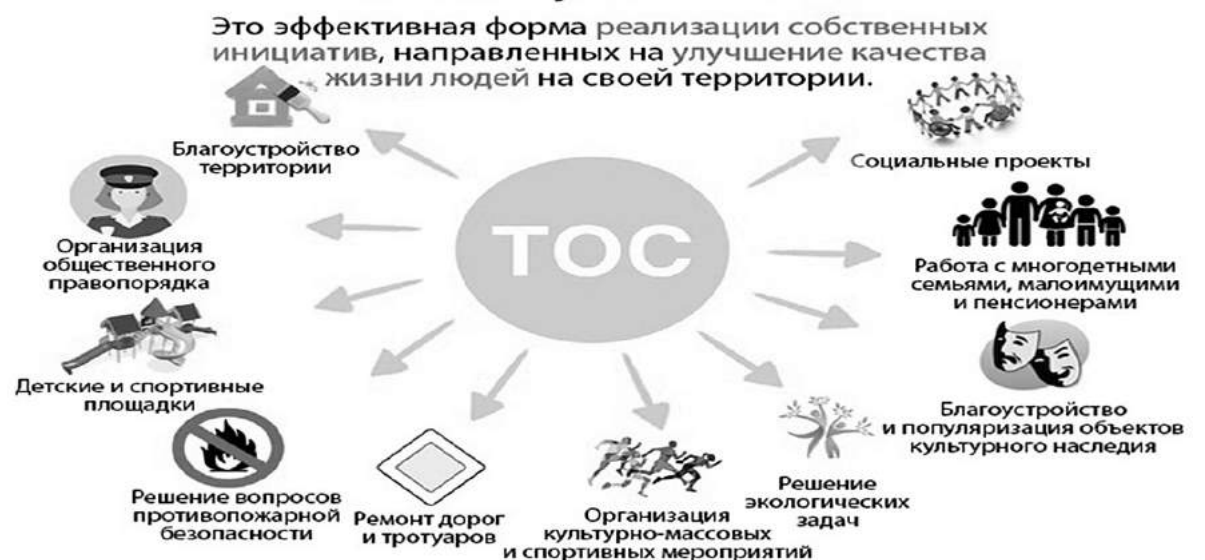 Это эффективная форма реализации собственных
инициатив, направленных на улучшение качества
жизни людей на своей территории.
Благоустройство
территории
Социальные проекты
ТОС
Организация
общественного
правопорядка
Работа с многодетными
семьями, малоимущими
и пенсионерами
Детские и спортивные
площадки
Благоустройство
и популяризация объектов
культурного наследия
Решение вопросов
противопожарной
безопасности
Ремонт дорог
и тротуаров
Организация
культурно-массовых
и спортивных мероприятий
Решение
экологических
задач